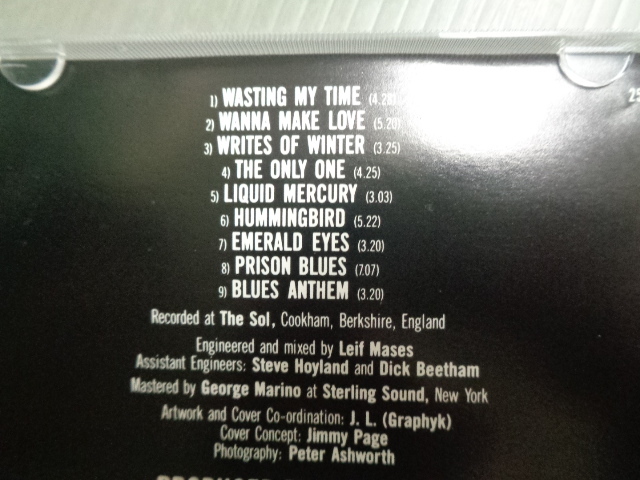 1) WASTING MY TIME
25
2) WANNA MAKE LOVE (5.20)
3) WRITES OF WINTER (3.25)
4) THE ONLY ONE (4.25)
5) LIQUID MERCURY (3.03)
6) HUMMINGBIRD (5.22)
7) EMERALD EYES (3.20)
8) PRISON BLUES (7.07)
9) BLUES ANTHEM (3.20)
Recorded at The Sol, Cookham, Berkshire, England
Engineered and mixed by Leif Mases
Assistant Engineers: Steve Hoyland and Dick Beetham
Mastered by George Marino at Sterling Sound, New York
Artwork and Cover Co-ordination: J. L. (Graphyk)
Cover Concept: Jimmy Page
Photography: Peter Ashworth